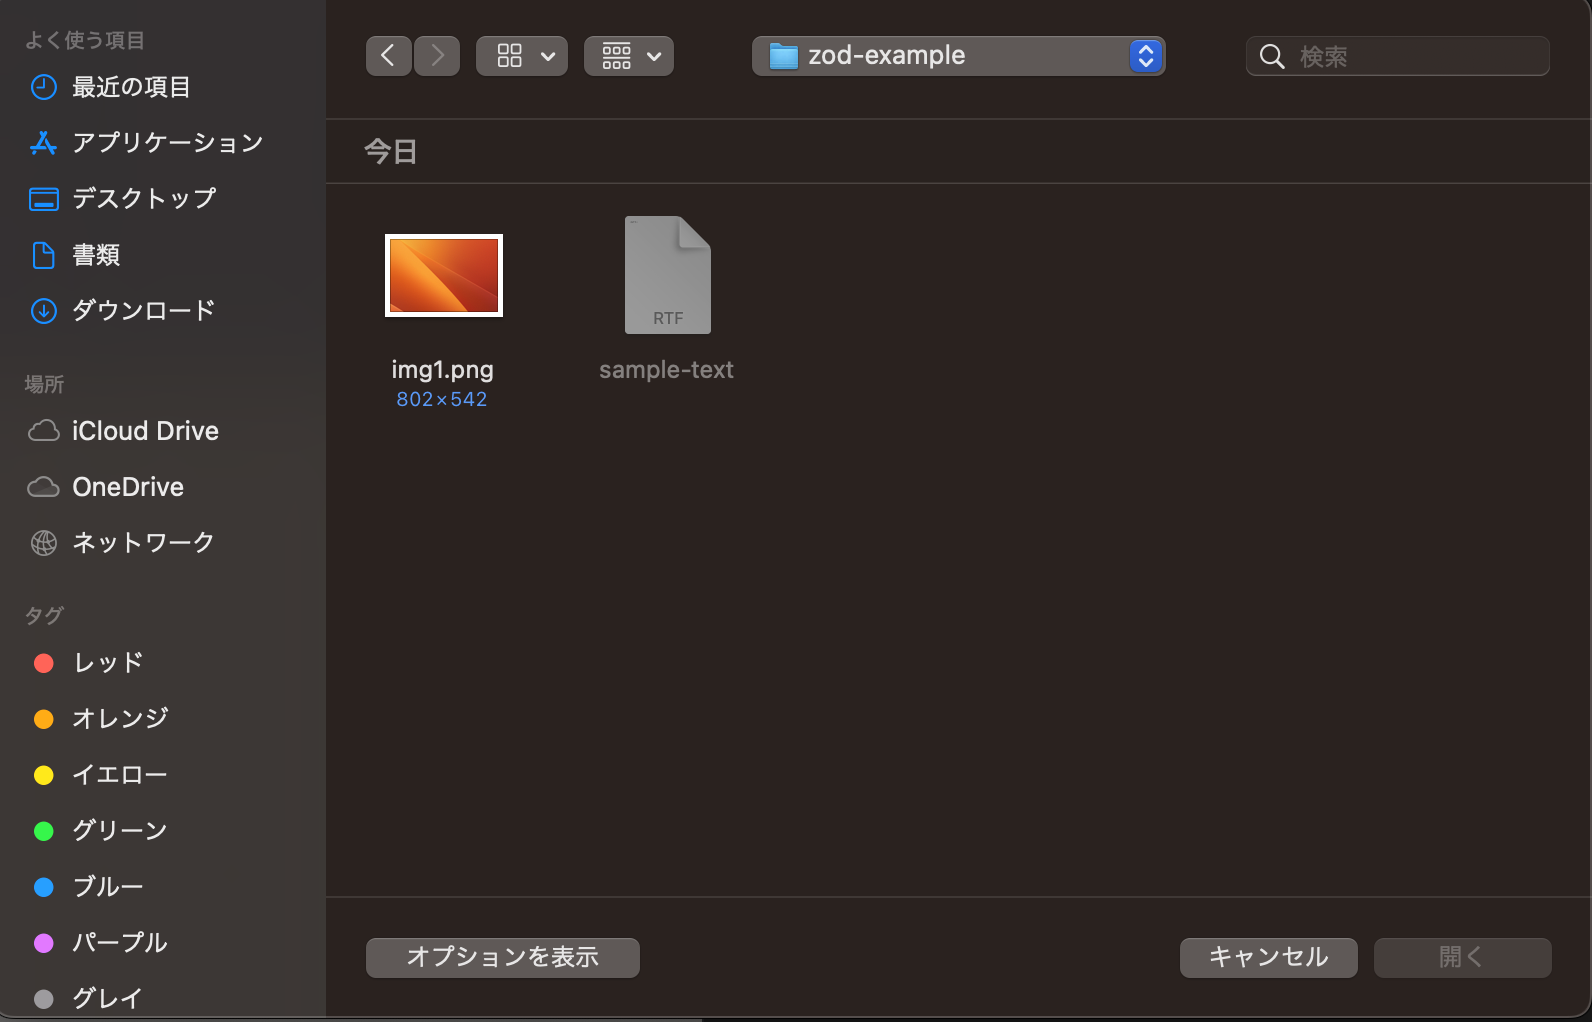 よく使う項目
最近の項目
アプリケーション
デスクトップ
書類
ダウンロード
場所
iCloud Drive
OneDrive
ネットワーク
タグ
レッド
オレンジ
イエロー
グリーン
ブルー
パープル
グレイ
zod-example
検索
今日
RTF
img1.png
802×542
sample-text
オプションを表示
キャンセル
開く